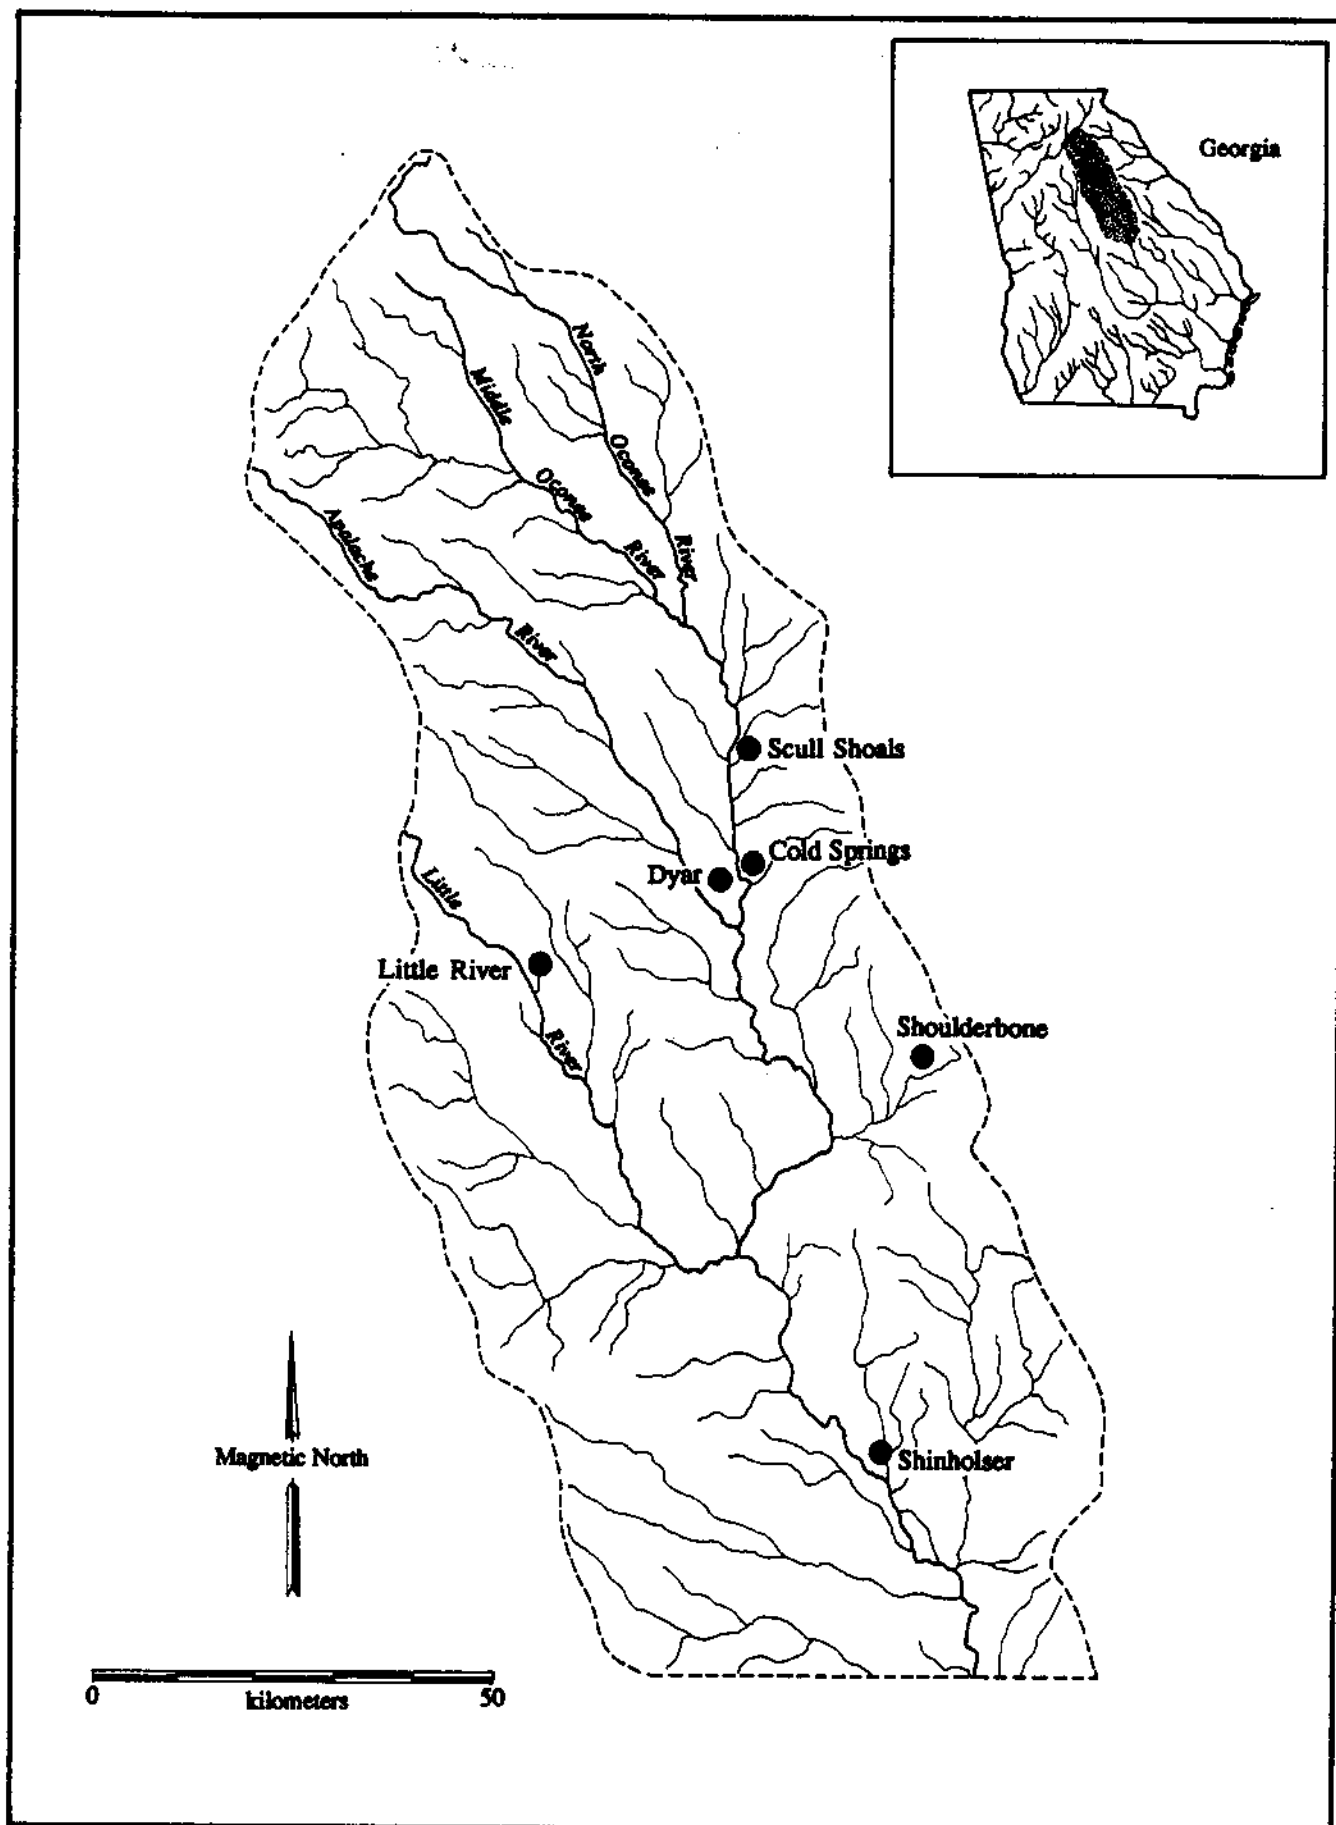 Georgia
North
Oconee
River
Middle
Oconee
River
Apalache
River
Scull Shoals
Cold Springs
Dyar
Little
River
Little River
Shoulderbone
Shinholser
Magnetic North
0
50
kilometers